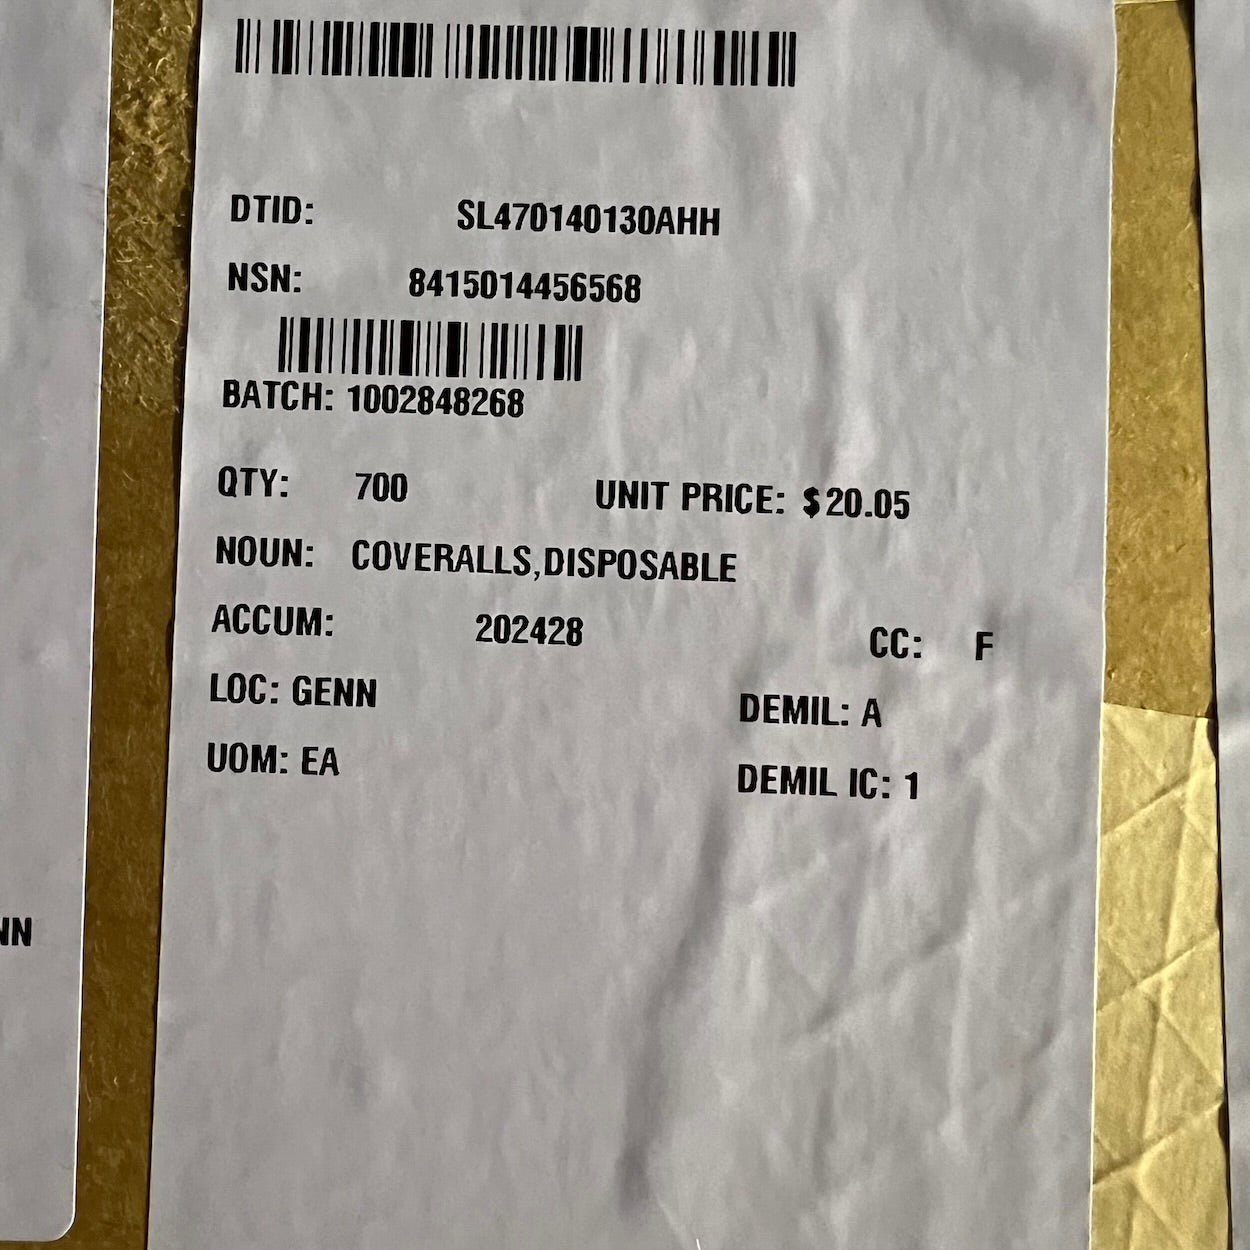 DTID: SL470140130AHH
NSN: 8415014456568
BATCH: 1002848268
QTY: 700 UNIT PRICE: $20.05
NOUN: COVERALLS,DISPOSABLE
ACCUM: 202428 CC: F
LOC: GENN DEMIL: A
UOM: EA DEMIL IC: 1
NN